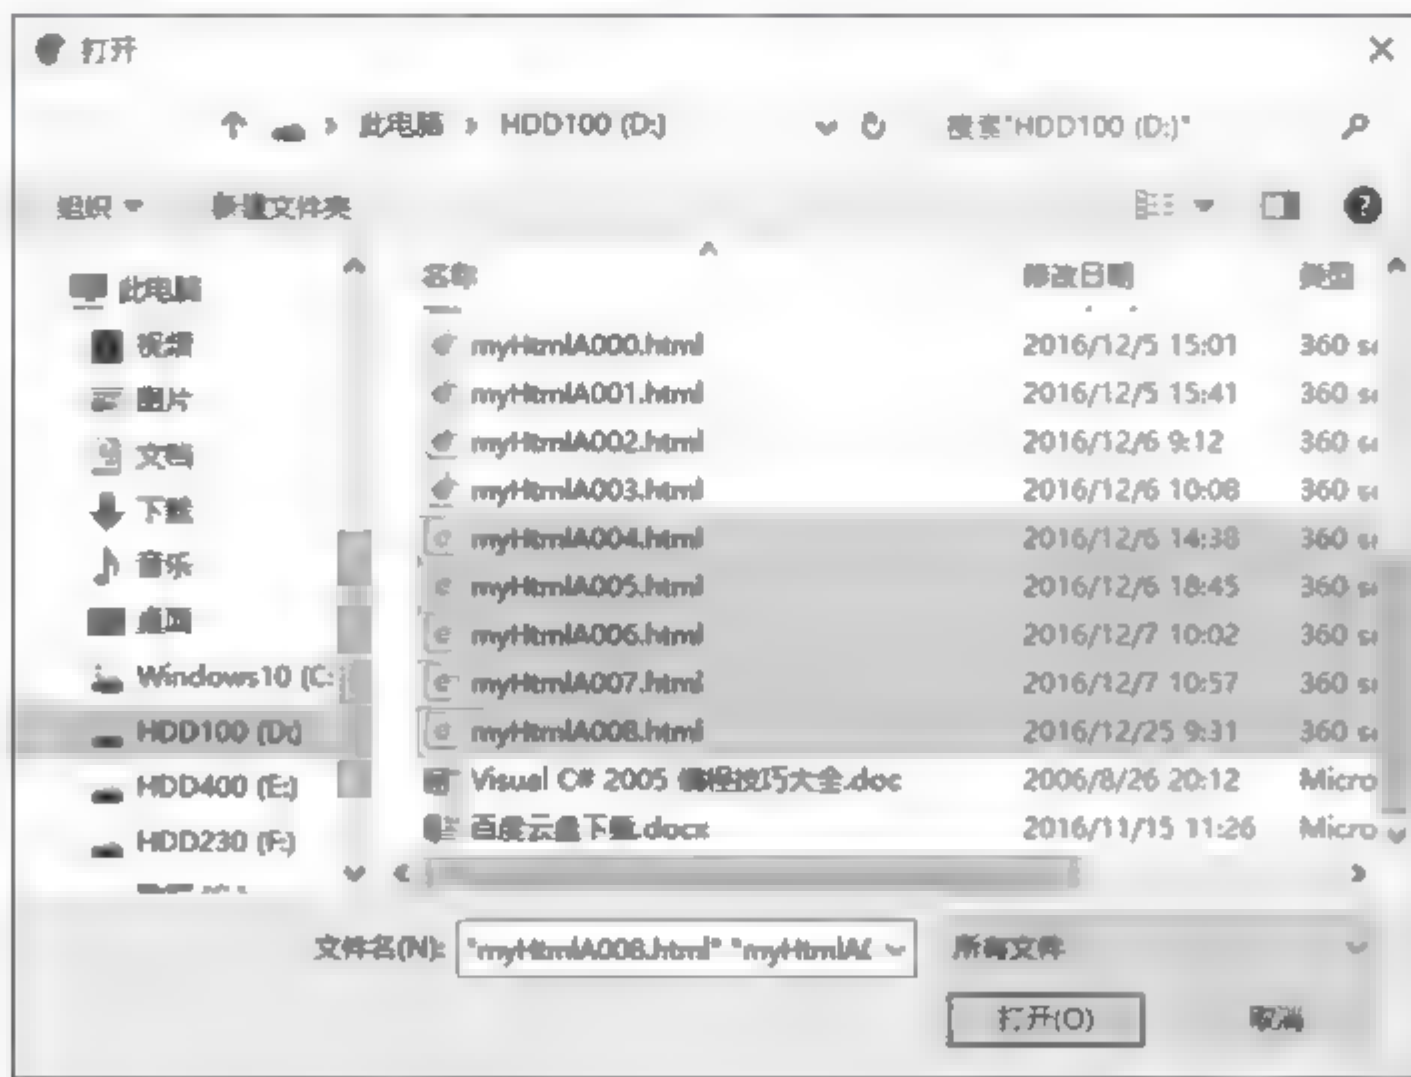 打开
此电脑 › HDD100 (D:) 搜索"HDD100 (D:)"
组织 新建文件夹
名称 修改日期 类型
此电脑
视频
图片
文档
下载
音乐
桌面
Windows10 (C:
HDD100 (D:)
HDD400 (E:)
HDD230 (F:)
myHtmlA000.html 2016/12/5 15:01 360 se
myHtmlA001.html 2016/12/5 15:41 360 se
myHtmlA002.html 2016/12/6 9:12 360 se
myHtmlA003.html 2016/12/6 10:08 360 se
myHtmlA004.html 2016/12/6 14:38 360 se
myHtmlA005.html 2016/12/6 18:45 360 se
myHtmlA006.html 2016/12/7 10:02 360 se
myHtmlA007.html 2016/12/7 10:57 360 se
myHtmlA008.html 2016/12/25 9:31 360 se
Visual C# 2005 编程技巧大全.doc 2006/8/26 20:12 Micro
百度云盘下载.docx 2016/11/15 11:26 Micro
文件名(N): "myHtmlA008.html" "myHtmlA0 所有文件
打开(O) 取消